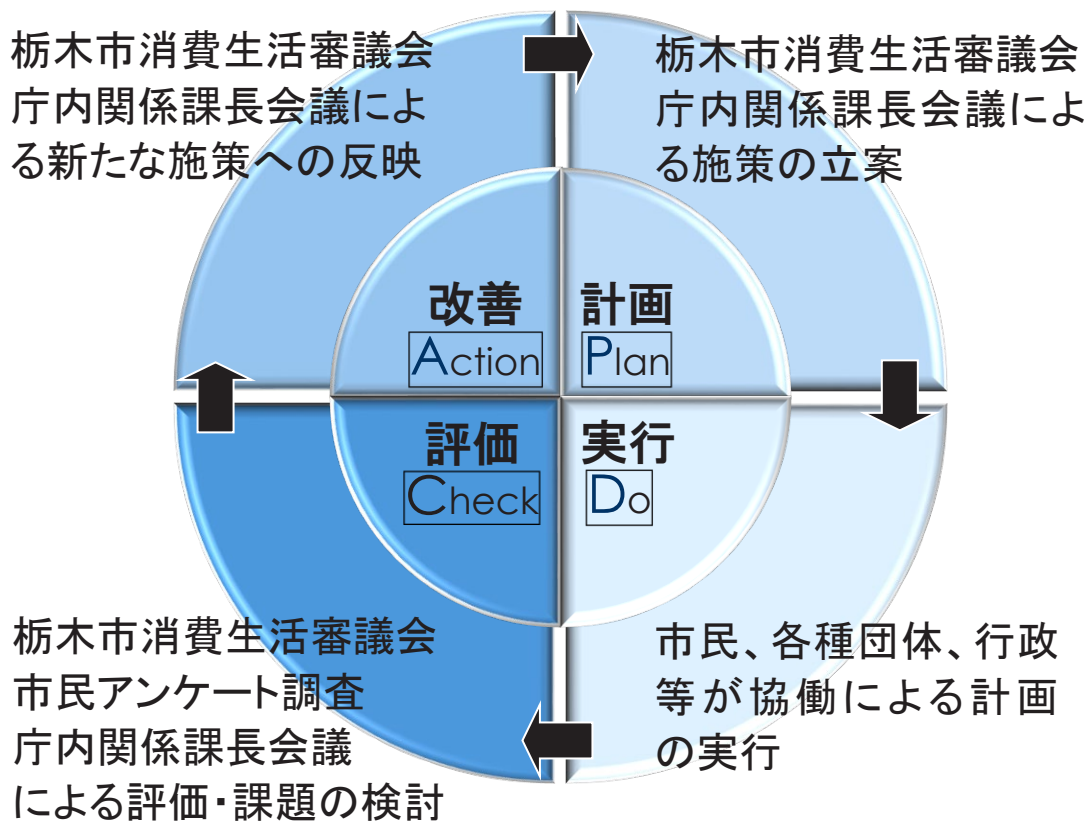 栃木市消費生活審議会
庁内関係課長会議によ
る新たな施策への反映
栃木市消費生活審議会
庁内関係課長会議によ
る施策の立案
改善
Action
計画
Plan
評価
Check
実行
Do
栃木市消費生活審議会
市民アンケート調査
庁内関係課長会議
による評価・課題の検討
市民、各種団体、行政
等が協働による計画
の実行